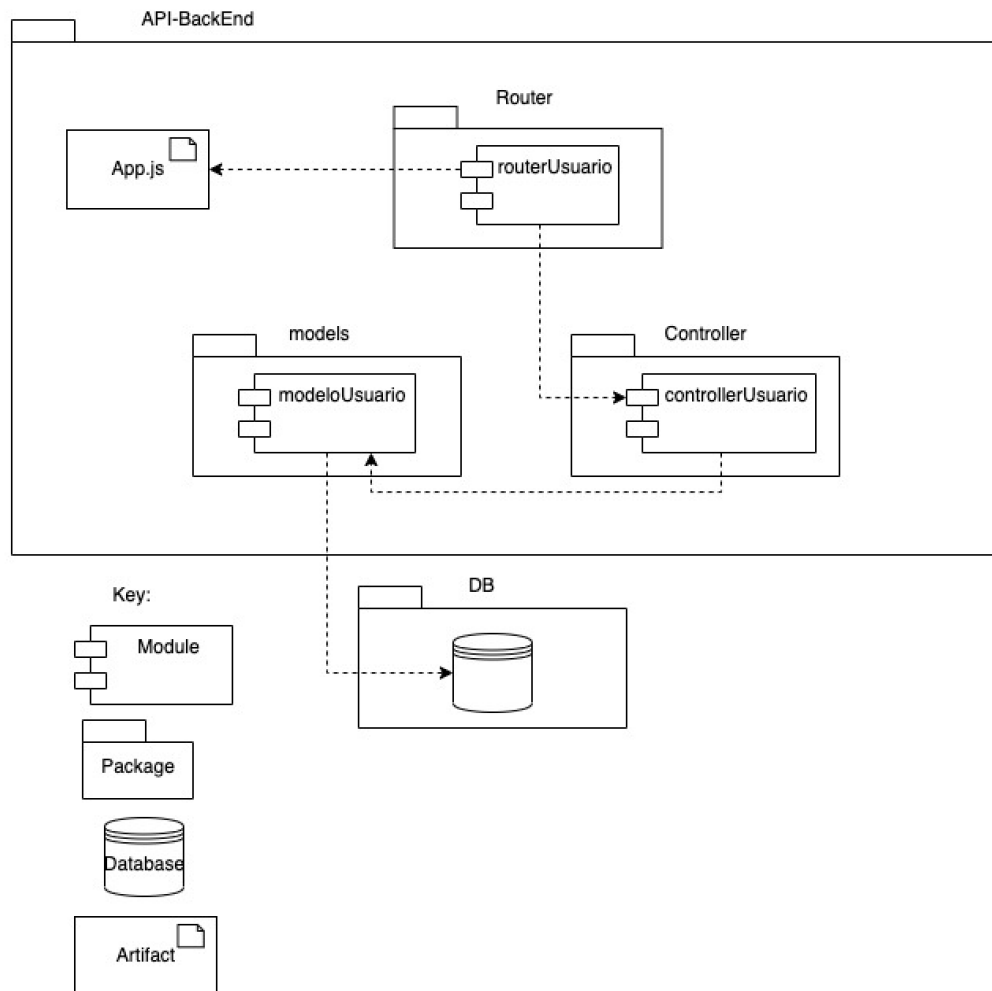 API-BackEnd
Router
App.js
routerUsuario
models
Controller
modeloUsuario
controllerUsuario
Key:
DB
Module
Package
Database
Artifact